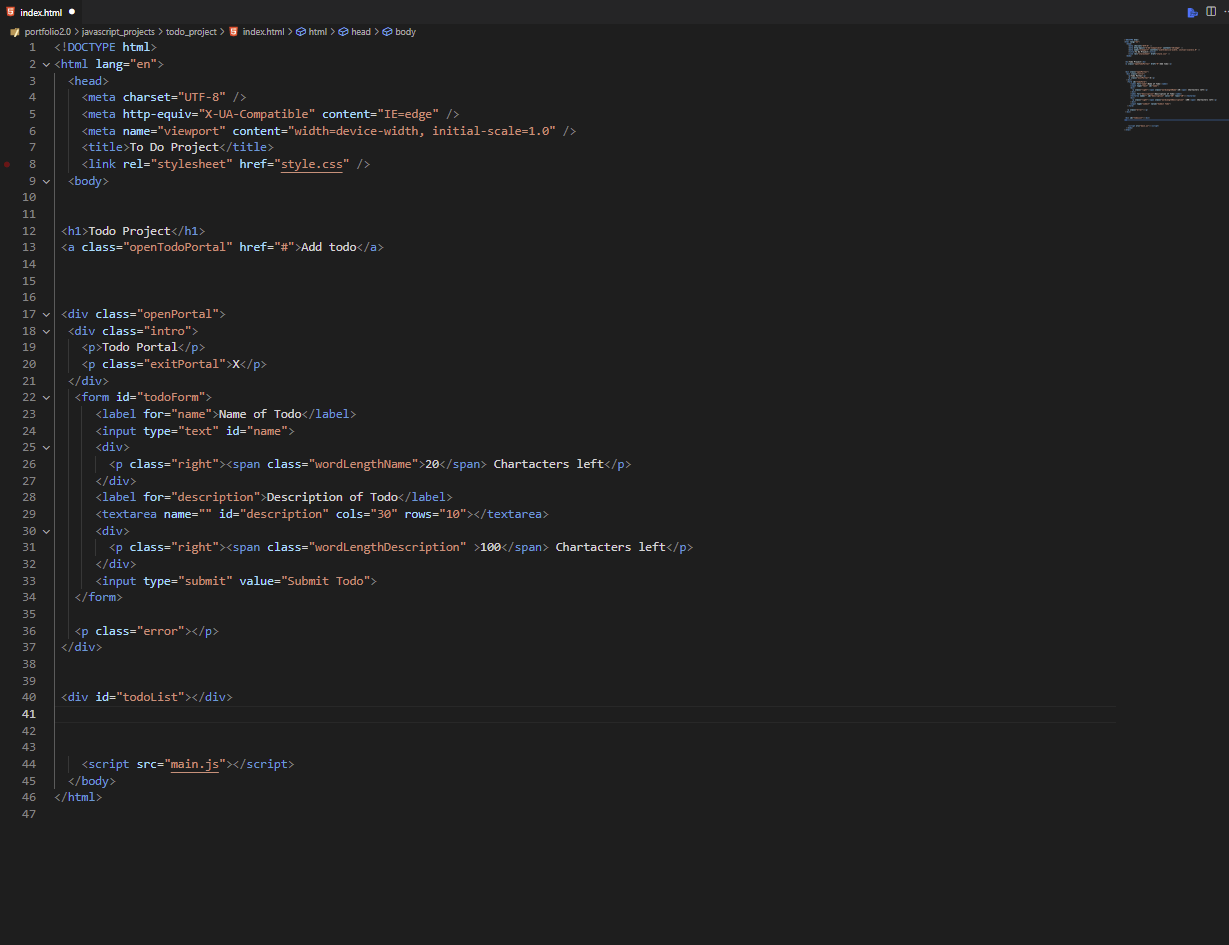 index.html
portfolio2.0 > javascript_projects > todo_project > index.html > html > head > body
1 <!DOCTYPE html>
2 <html lang="en">
3 <head>
4 <meta charset="UTF-8" />
5 <meta http-equiv="X-UA-Compatible" content="IE=edge" />
6 <meta name="viewport" content="width=device-width, initial-scale=1.0" />
7 <title>To Do Project</title>
8 <link rel="stylesheet" href="style.css" />
9 <body>
10
11
12 <h1>Todo Project</h1>
13 <a class="openTodoPortal" href="#">Add todo</a>
14
15
16
17 <div class="openPortal">
18 <div class="intro">
19 <p>Todo Portal</p>
20 <p class="exitPortal">X</p>
21 </div>
22 <form id="todoForm">
23 <label for="name">Name of Todo</label>
24 <input type="text" id="name">
25 <div>
26 <p class="right"><span class="wordLengthName">20</span> Chartacters left</p>
27 </div>
28 <label for="description">Description of Todo</label>
29 <textarea name="" id="description" cols="30" rows="10"></textarea>
30 <div>
31 <p class="right"><span class="wordLengthDescription" >100</span> Chartacters left</p>
32 </div>
33 <input type="submit" value="Submit Todo">
34 </form>
35
36 <p class="error"></p>
37 </div>
38
39
40 <div id="todoList"></div>
41
42
43
44 <script src="main.js"></script>
45 </body>
46 </html>
47